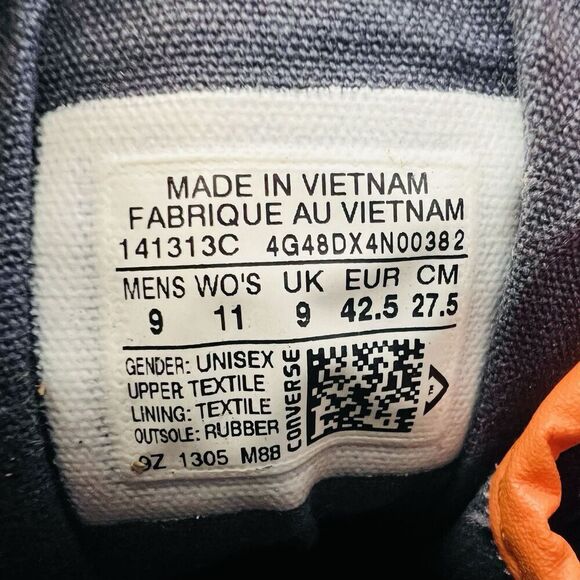 MADE IN VIETNAM
FABRIQUE AU VIETNAM
141313C 4G48DX4N00382
MENS WO'S UK EUR CM
9 11 9 42.5 27.5
GENDER: UNISEX
UPPER: TEXTILE
LINING: TEXTILE
OUTSOLE: RUBBER
9Z 1305 M8B
CONVERSE